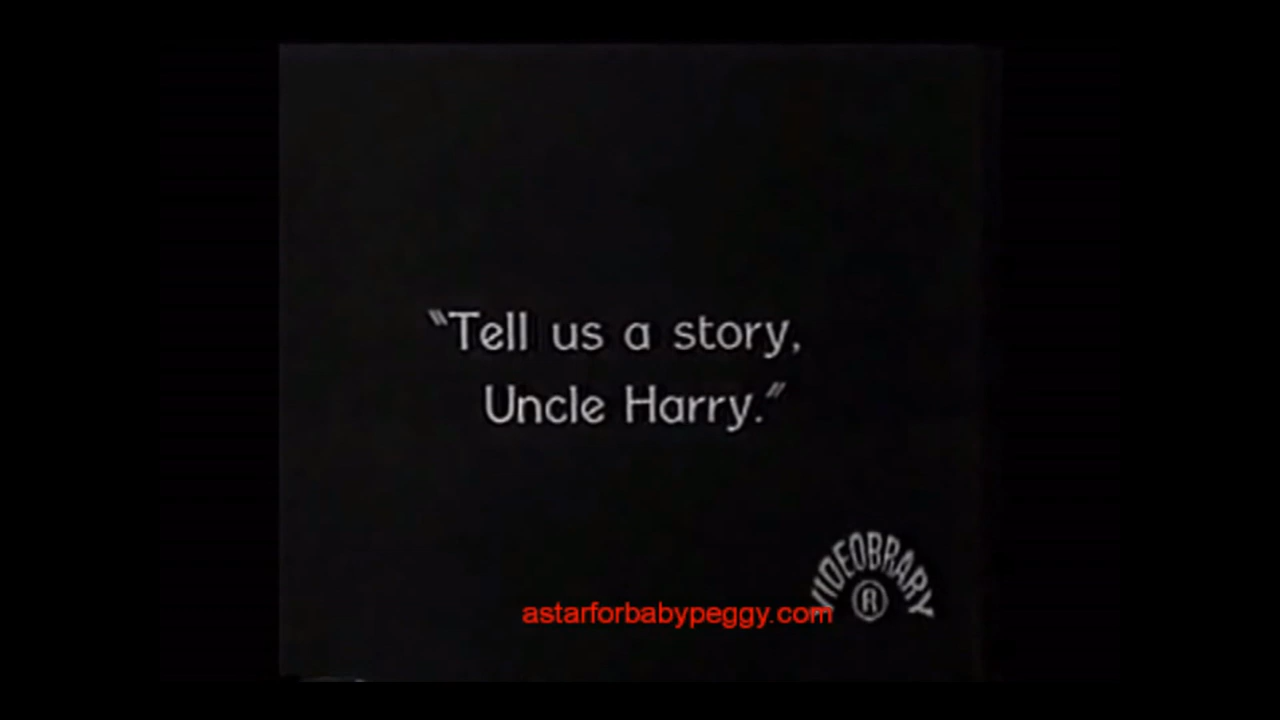 “Tell us a story,
Uncle Harry.”
VIDEOBRARY
R
astarforbabypeggy.com